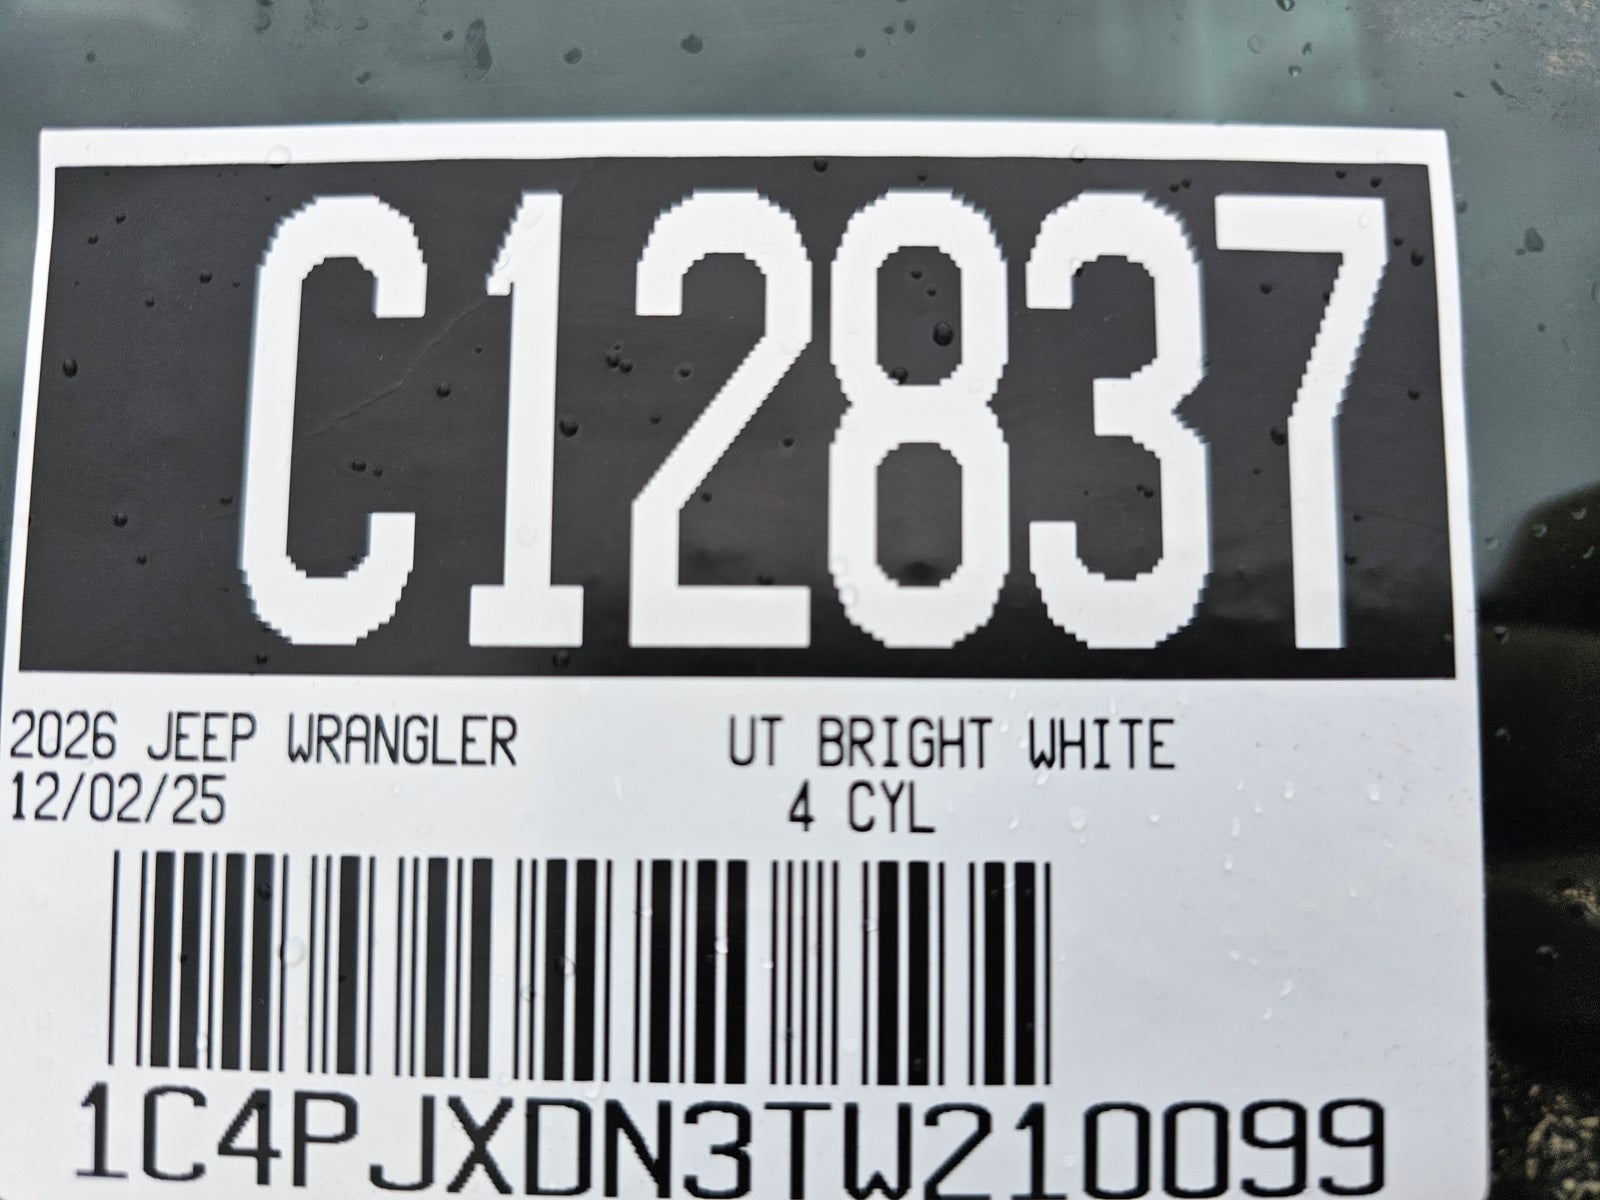 C12837
2026 JEEP WRANGLER UT BRIGHT WHITE
12/02/25 4 CYL
1C4PJXDN3TW210099